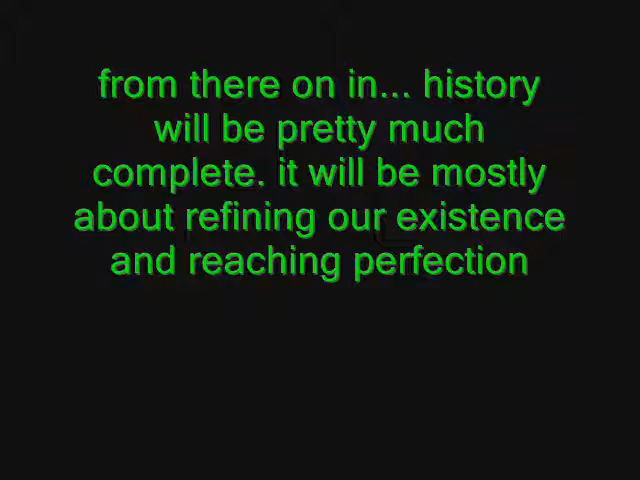 from there on in... history
will be pretty much
complete. it will be mostly
about refining our existence
and reaching perfection